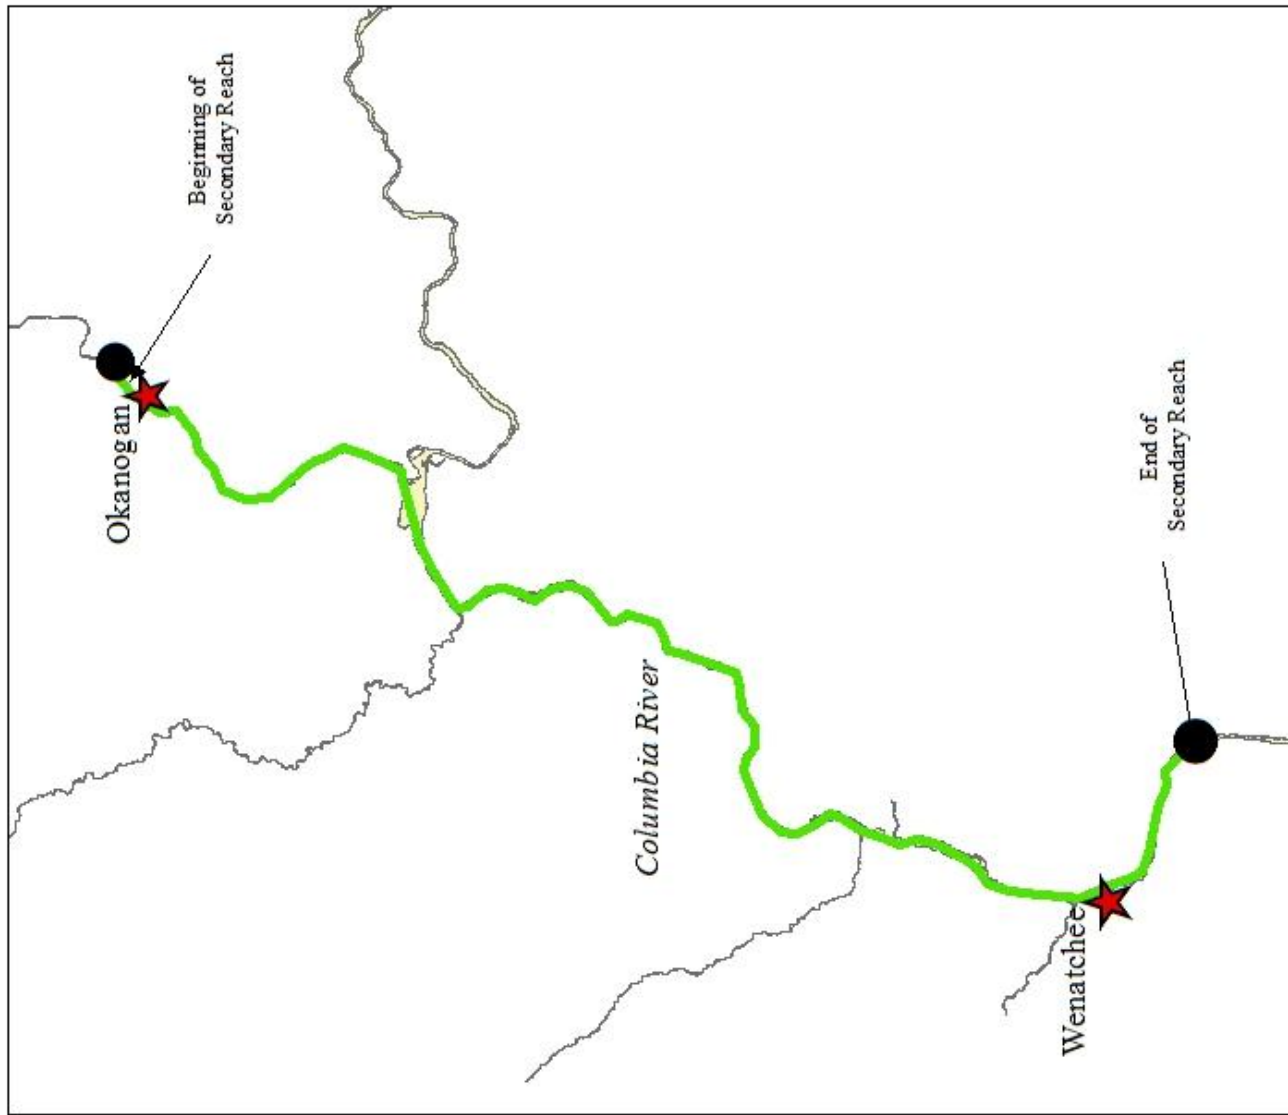 Beginning of
Secondary Reach
Okanogan
Columbia River
End of
Secondary Reach
Wenatchee